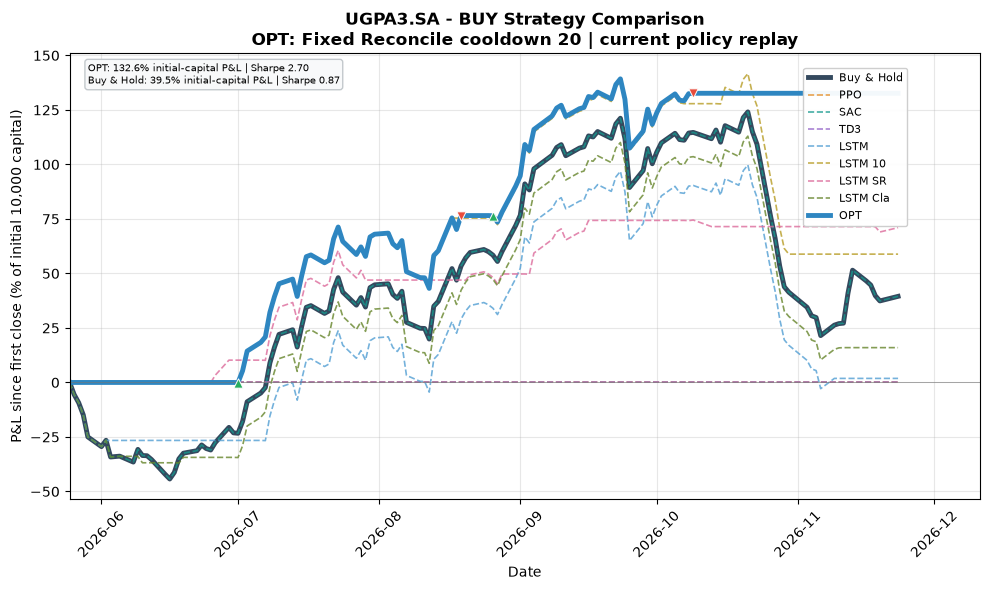 UGPA3.SA - BUY Strategy Comparison
OPT: Fixed Reconcile cooldown 20 | current policy replay
OPT: 132.6% initial-capital P&L | Sharpe 2.70
Buy & Hold: 39.5% initial-capital P&L | Sharpe 0.87
P&L since first close (% of initial 10,000 capital)
150
125
100
75
50
25
0
−25
−50
Buy & Hold
PPO
SAC
TD3
LSTM
LSTM 10
LSTM SR
LSTM Cla
OPT
2026-06
2026-07
2026-08
2026-09
2026-10
2026-11
2026-12
Date